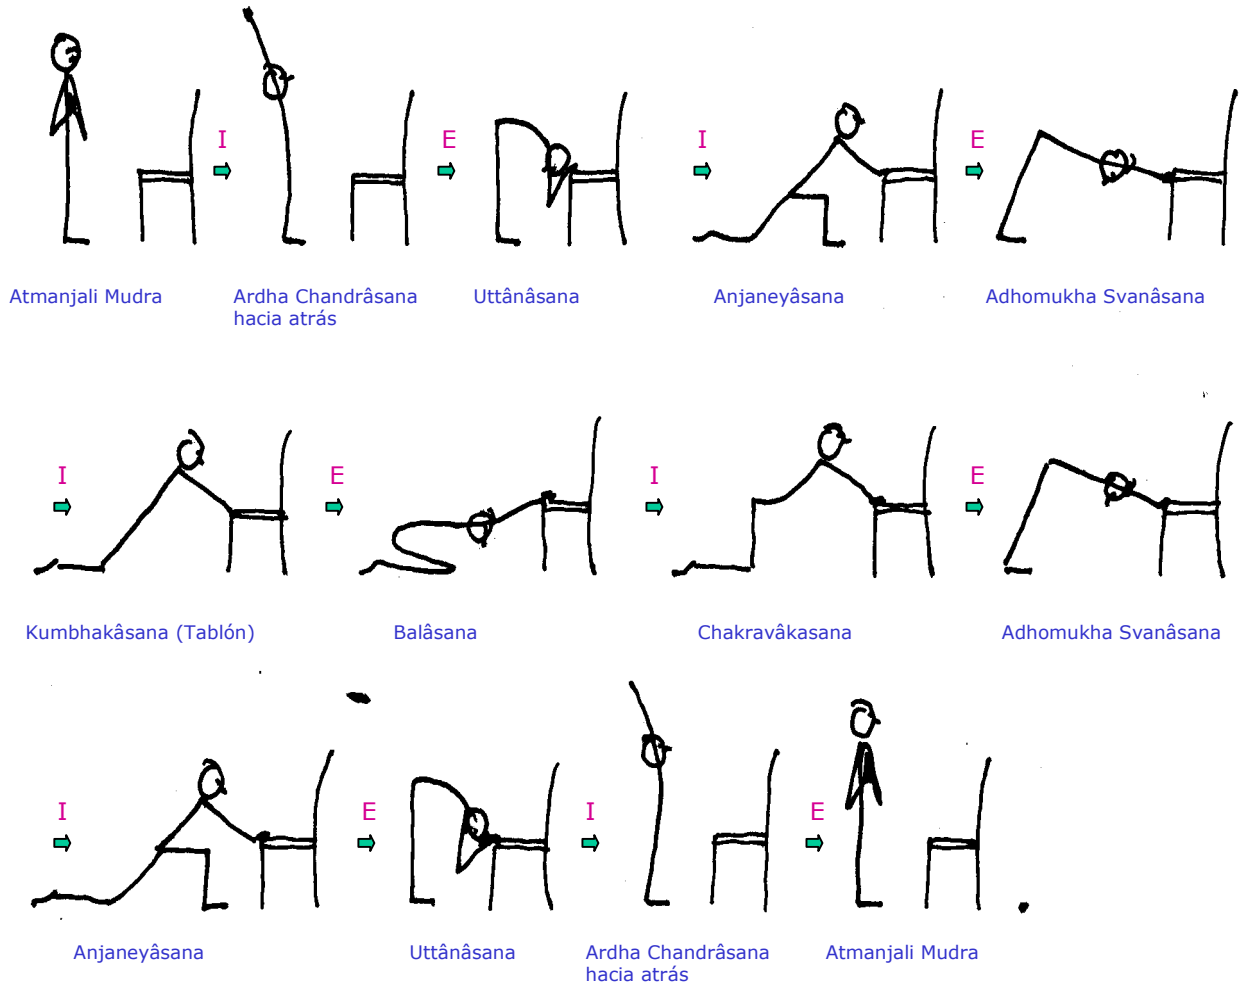 I E I E
Atmanjali Mudra Ardha Chandrâsana Uttânâsana Anjaneyâsana Adhomukha Svanâsana
hacia atrás
I E I E
Kumbhakâsana (Tablón) Balâsana Chakravâkasana Adhomukha Svanâsana
I E I E
Anjaneyâsana Uttânâsana Ardha Chandrâsana Atmanjali Mudra
hacia atrás